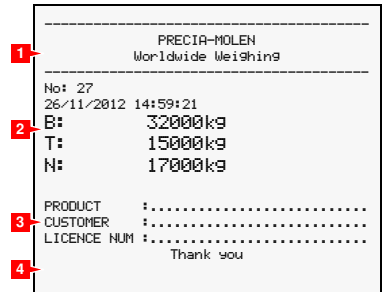 ----------------------------------------
PRECIA-MOLEN
1 Worldwide Weighing
----------------------------------------
No: 27
26/11/2012 14:59:21
2 B: 32000kg
T: 15000kg
N: 17000kg
PRODUCT :..........................
3 CUSTOMER :..........................
LICENCE NUM :..........................
Thank you
4